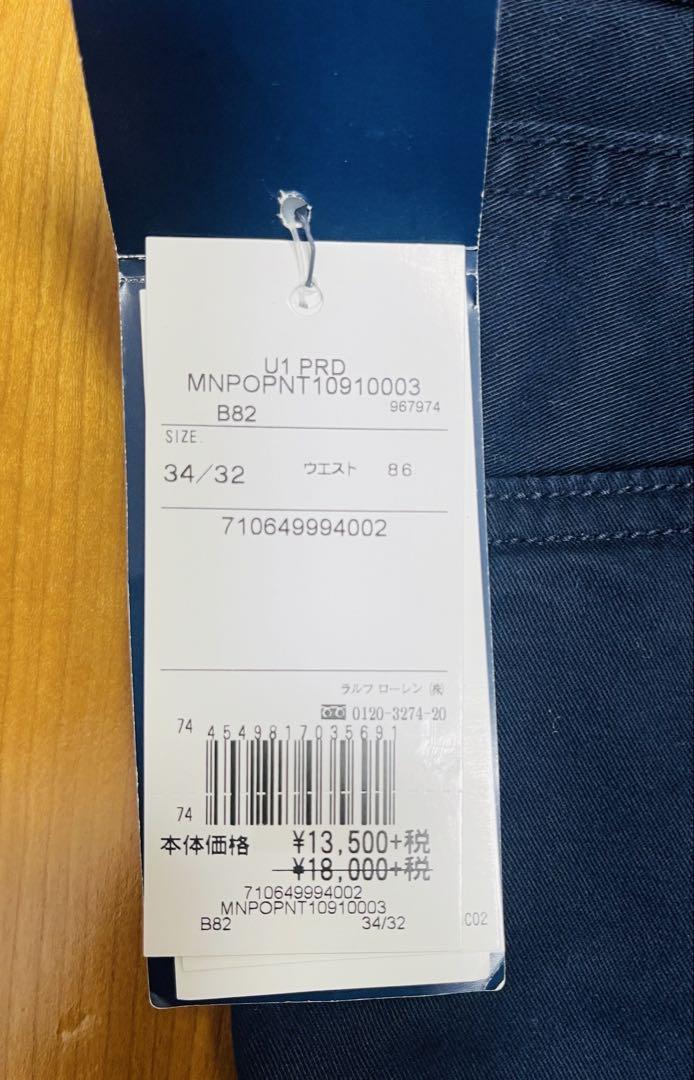 U1 PRD
MNPOPNT10910003
B82 967974
SIZE.
34/32 ウエスト 86
710649994002
ラルフ ローレン ㈱
0120-3274-20
74 4549817035691
74
本体価格 ¥13,500+税
¥18,000+税
710649994002
MNPOPNT10910003
B82 34/32
C02